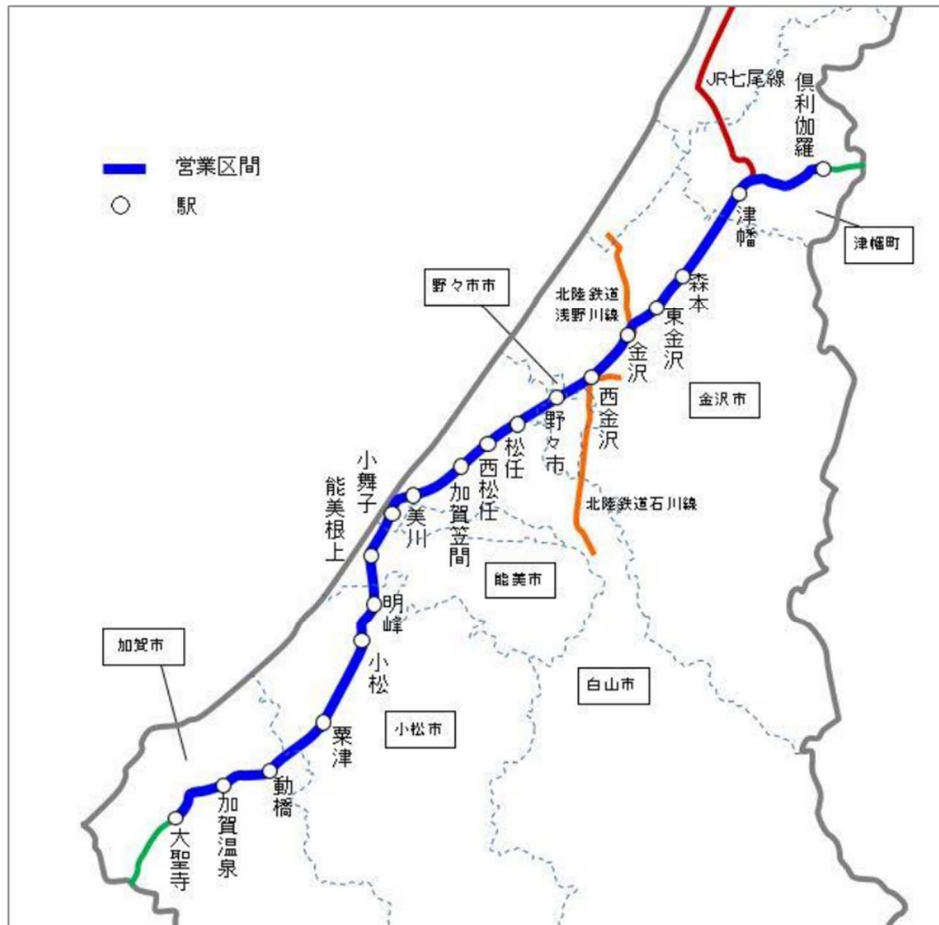 JR七尾線
倶利伽羅
営業区間
駅
津幡
津幡町
野々市市
北陸鉄道
浅野川線
森本
東金沢
金沢
西金沢
金沢市
野々市
松任
西松任
加賀笠間
小舞子
能美根上
美川
北陸鉄道石川線
能美市
明峰
加賀市
小松
白山市
小松市
粟津
動橋
加賀温泉
大聖寺